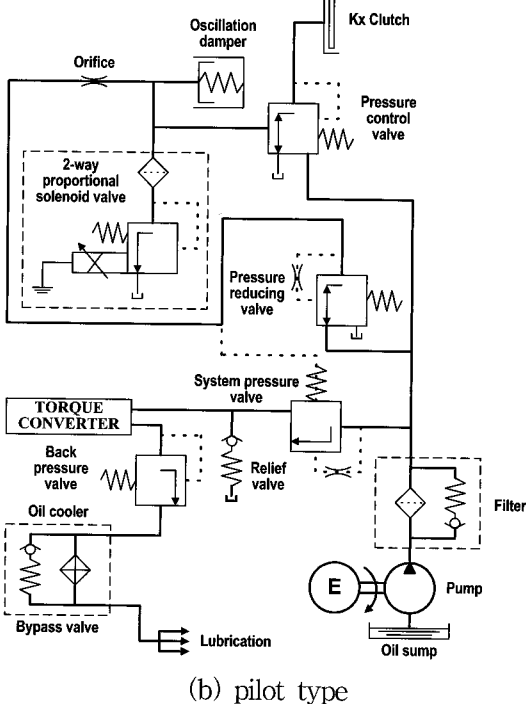 Kx Clutch
Oscillation
damper
Orifice
Pressure
control
valve
2-way
proportional
solenoid valve
Pressure
reducing
valve
System pressure
valve
TORQUE
CONVERTER
Back
pressure
valve
Relief
valve
Oil cooler
Filter
E
Pump
Bypass valve
Lubrication
Oil sump
(b) pilot type